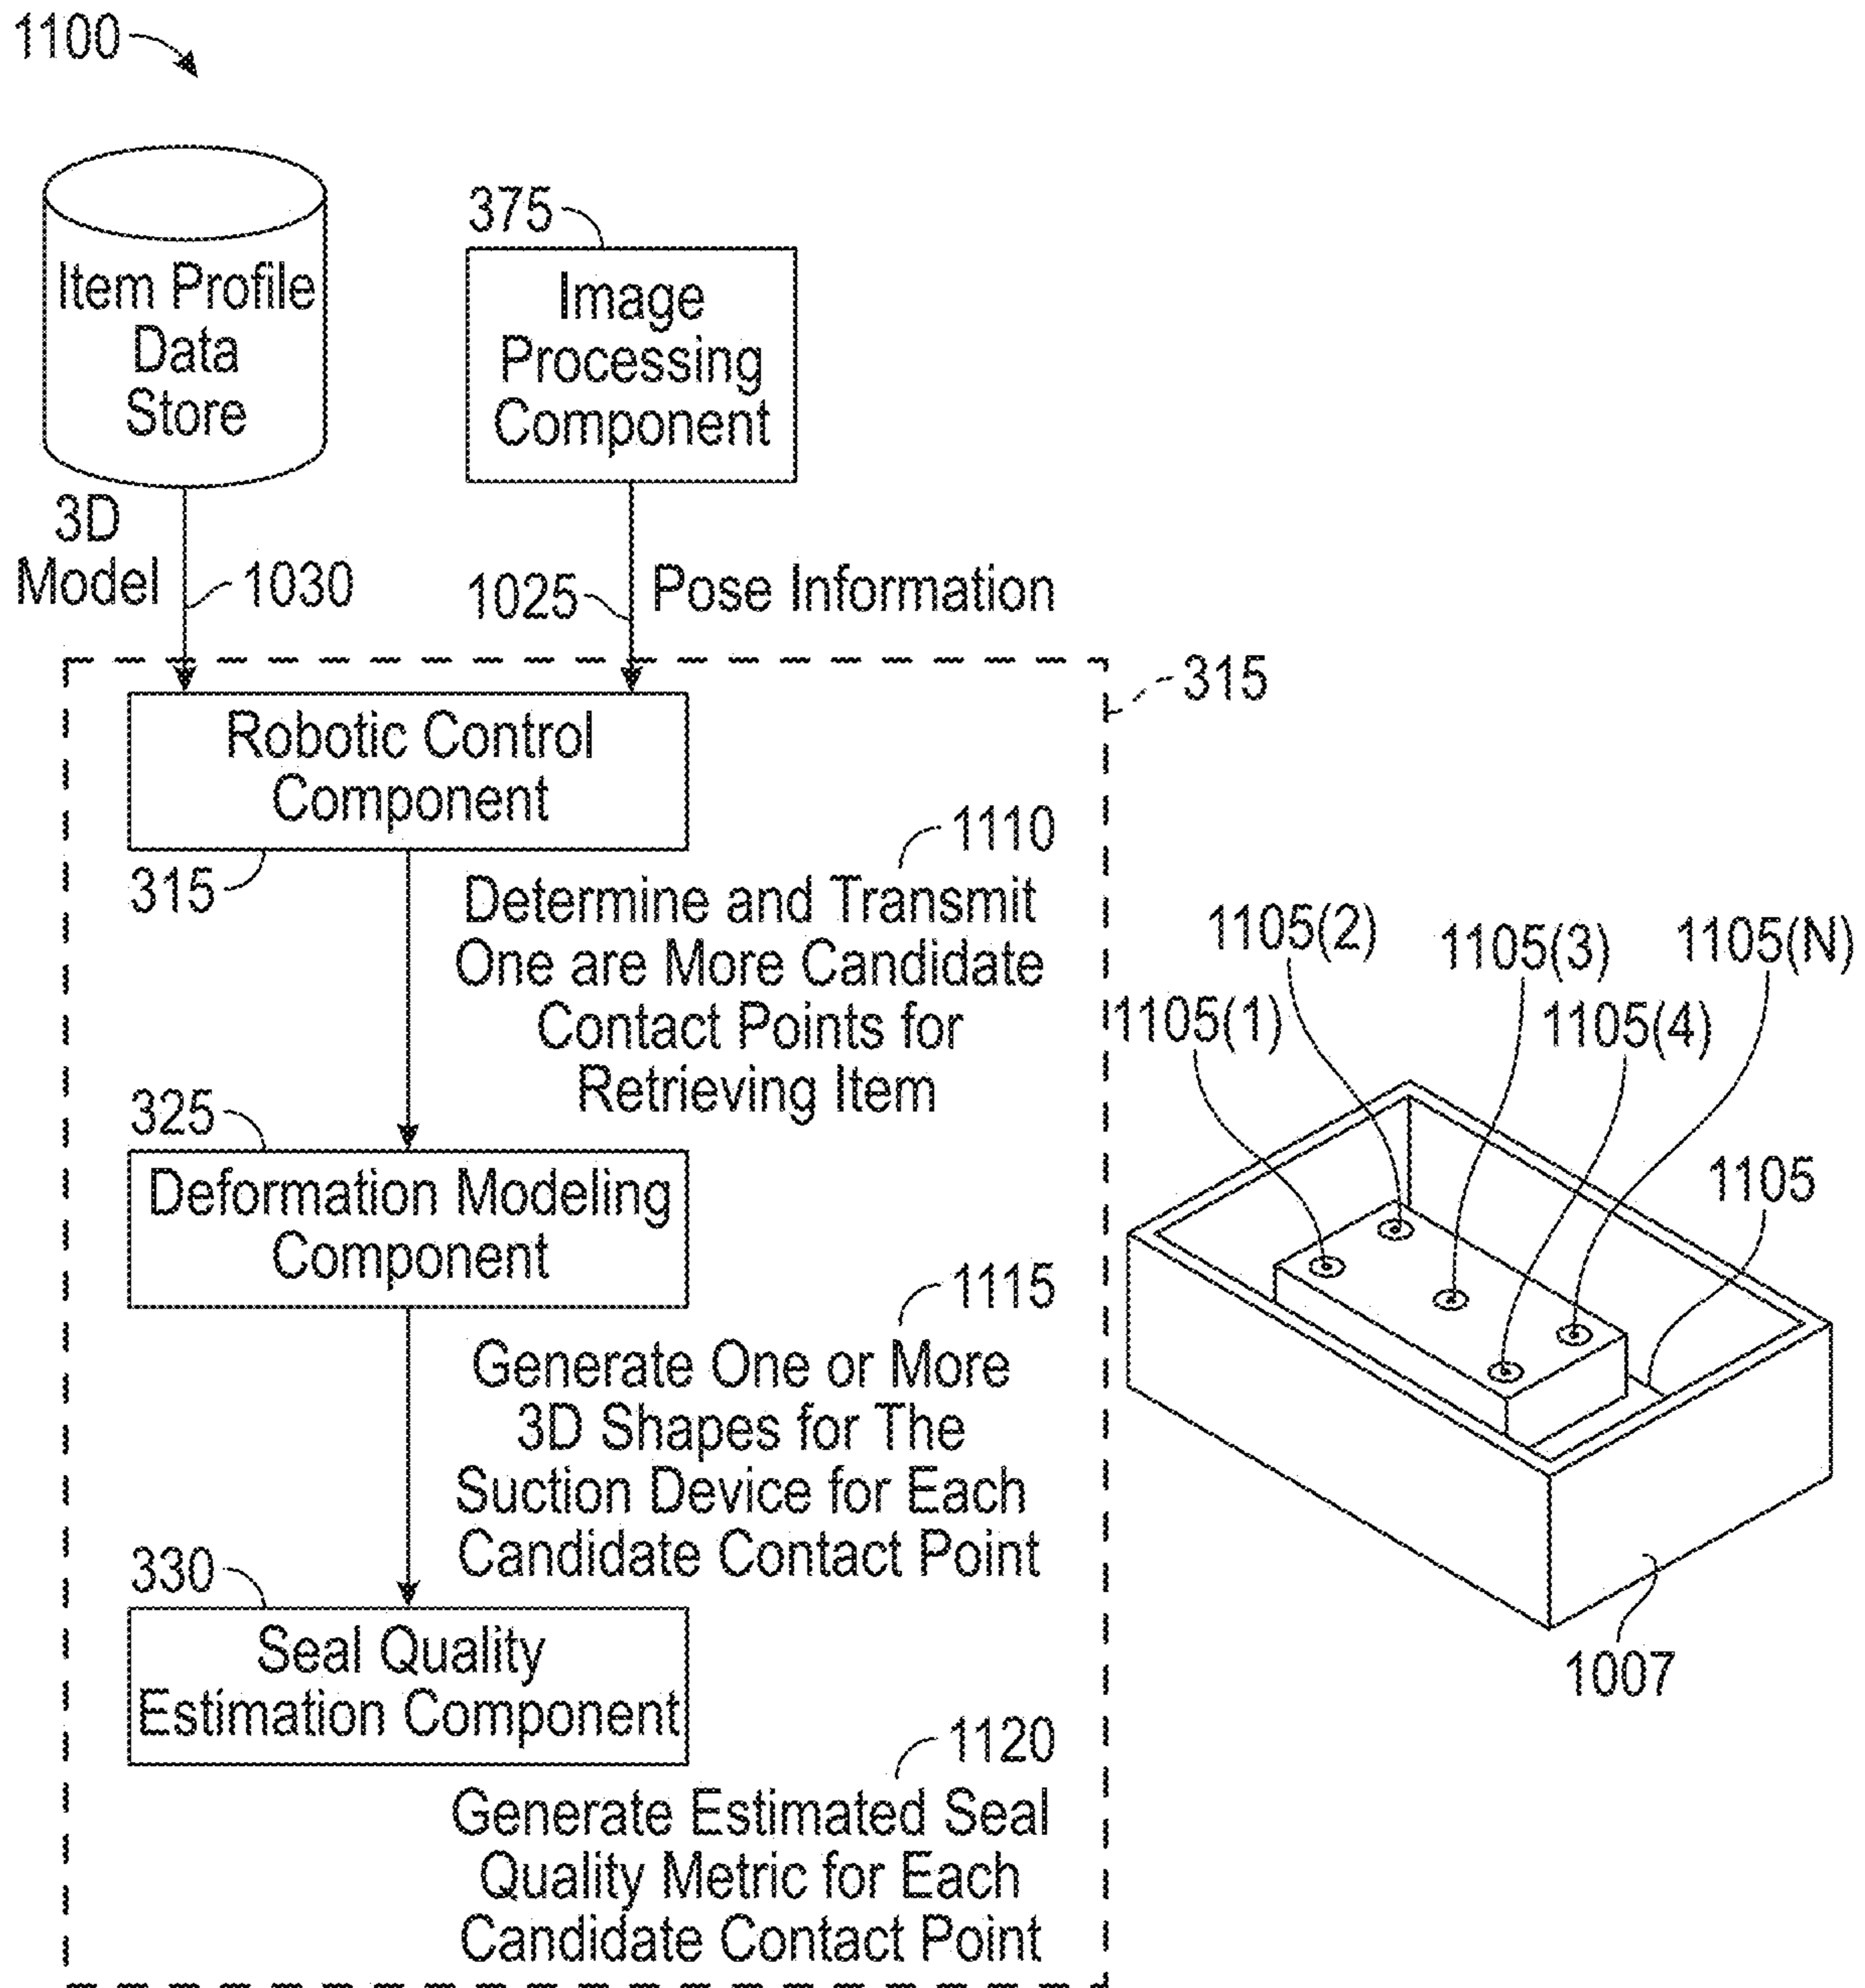 1100
Item Profile
Data
Store
375
Image
Processing
Component
3D
Model
1030
1025
Pose Information
315
Robotic Control
Component
315
1110
Determine and Transmit
One are More Candidate
Contact Points for
Retrieving Item
325
Deformation Modeling
Component
1115
Generate One or More
3D Shapes for The
Suction Device for Each
Candidate Contact Point
330
Seal Quality
Estimation Component
1120
Generate Estimated Seal
Quality Metric for Each
Candidate Contact Point
1105(2)
1105(3)
1105(N)
1105(1)
1105(4)
1105
1007